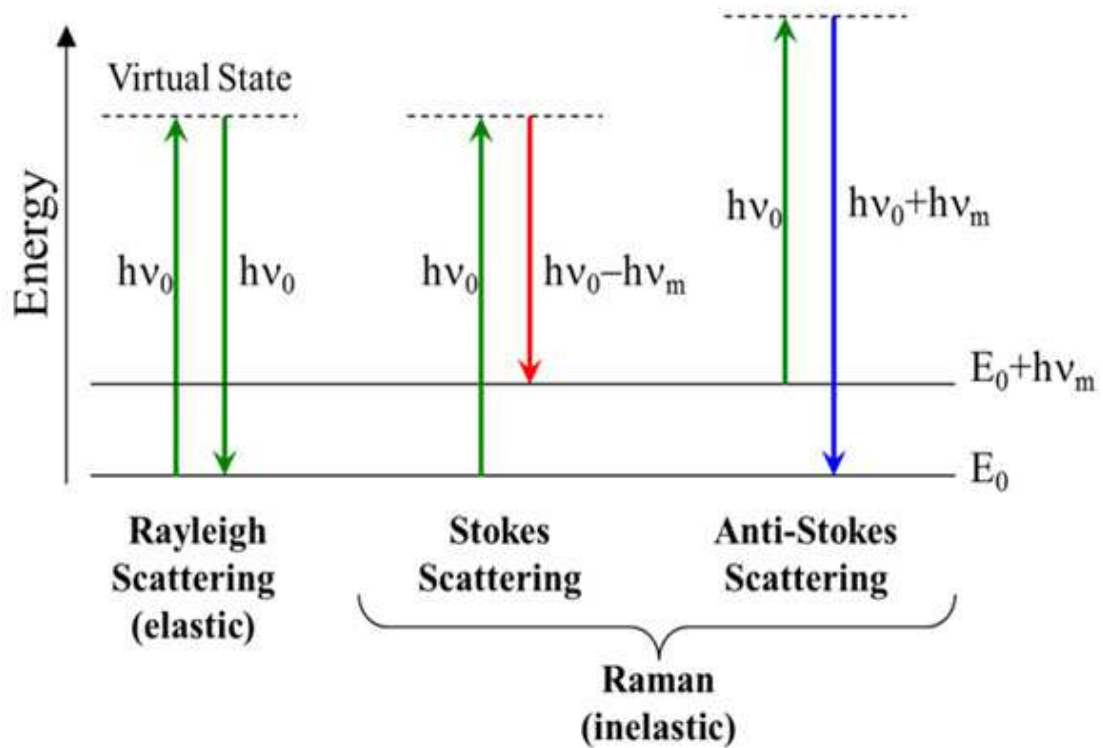 Energy
Virtual State
hν₀
hν₀
hν₀
hν₀–hνₘ
hν₀
hν₀+hνₘ
E₀+hνₘ
E₀
Rayleigh
Scattering
(elastic)
Stokes
Scattering
Anti-Stokes
Scattering
Raman
(inelastic)